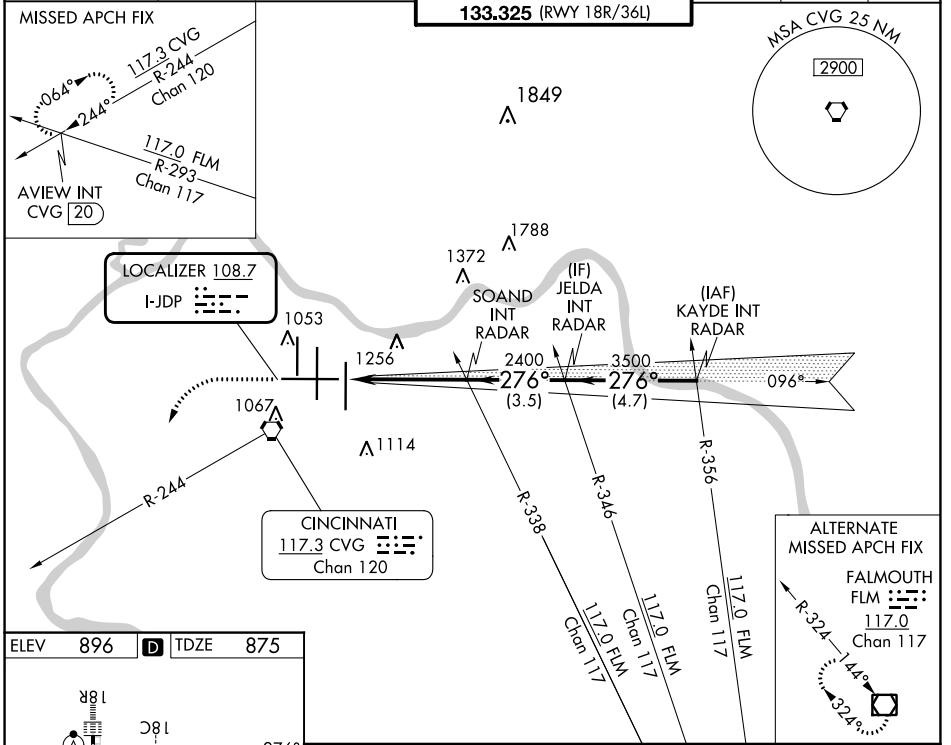 133.325 (RWY 18R/36L)
MISSED APCH FIX
117.3 CVG
R-244
Chan 120
064°
244°
117.0 FLM
R-293
Chan 117
AVIEW INT
CVG 20
MSA CVG 25 NM
2900
1849
1788
1372
LOCALIZER 108.7
I-JDP
1053
1256
SOAND
INT
RADAR
(IF)
JELDA
INT
RADAR
(IAF)
KAYDE INT
RADAR
2400
3500
276°
276°
096°
(3.5)
(4.7)
1067
1114
R-244
R-338
R-346
R-356
CINCINNATI
117.3 CVG
Chan 120
117.0 FLM
Chan 117
117.0 FLM
Chan 117
117.0 FLM
Chan 117
ALTERNATE
MISSED APCH FIX
FALMOUTH
FLM
117.0
Chan 117
R-324
144°
324°
ELEV 896 D TDZE 875
18R
18C
A